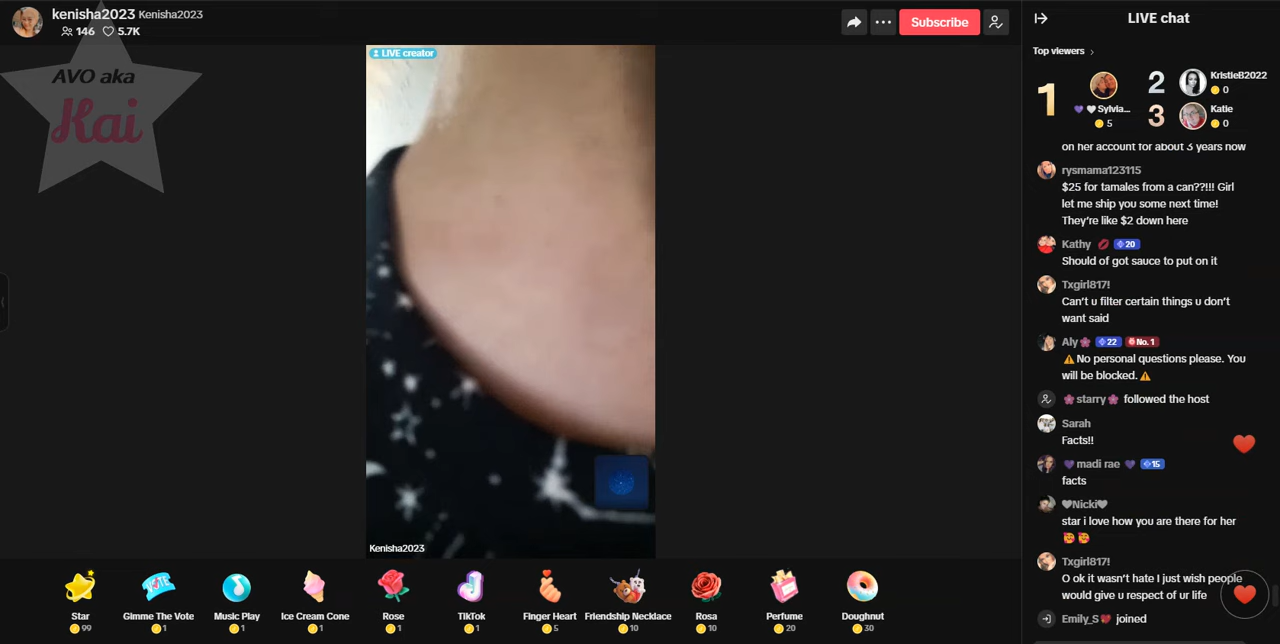 kenisha2023 Kenisha2023
146 5.7K
Subscribe
AVO aka
Kai
LIVE creator
Kenisha2023
Star
99
Gimme The Vote
1
Music Play
1
Ice Cream Cone
1
Rose
1
TikTok
1
Finger Heart
5
Friendship Necklace
10
Rosa
10
Perfume
20
Doughnut
30
LIVE chat
Top viewers
1
Sylvia...
5
2
KristieB2022
0
3
Katie
0
on her account for about 3 years now
rysmama123115
$25 for tamales from a can??!!! Girl
let me ship you some next time!
They're like $2 down here
Kathy 💋 20
Should of got sauce to put on it
Txgirl817!
Can't u filter certain things u don't
want said
Aly🌸 22 No. 1
⚠️No personal questions please. You
will be blocked.⚠️
🌸starry🌸 followed the host
Sarah
Facts!!
💜madi rae 💜 15
facts
🖤Nicki🖤
star i love how you are there for her
🥰 🥰
Txgirl817!
O ok it wasn't hate I just wish people
would give u respect of ur life
Emily_S❤️ joined